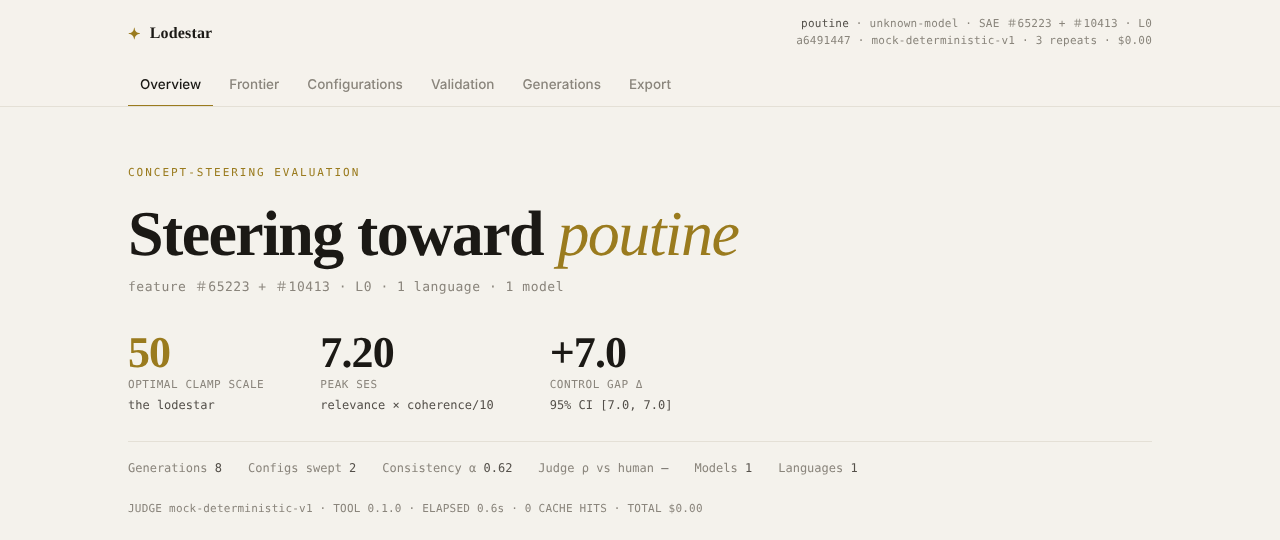 ✦ Lodestar
poutine · unknown-model · SAE #65223 + #10413 · L0
a6491447 · mock-deterministic-v1 · 3 repeats · $0.00
Overview Frontier Configurations Validation Generations Export
CONCEPT-STEERING EVALUATION
Steering toward poutine
feature #65223 + #10413 · L0 · 1 language · 1 model
50 7.20 +7.0
OPTIMAL CLAMP SCALE PEAK SES CONTROL GAP Δ
the lodestar relevance × coherence/10 95% CI [7.0, 7.0]
Generations 8 Configs swept 2 Consistency α 0.62 Judge ρ vs human — Models 1 Languages 1
JUDGE mock-deterministic-v1 · TOOL 0.1.0 · ELAPSED 0.6s · 0 CACHE HITS · TOTAL $0.00